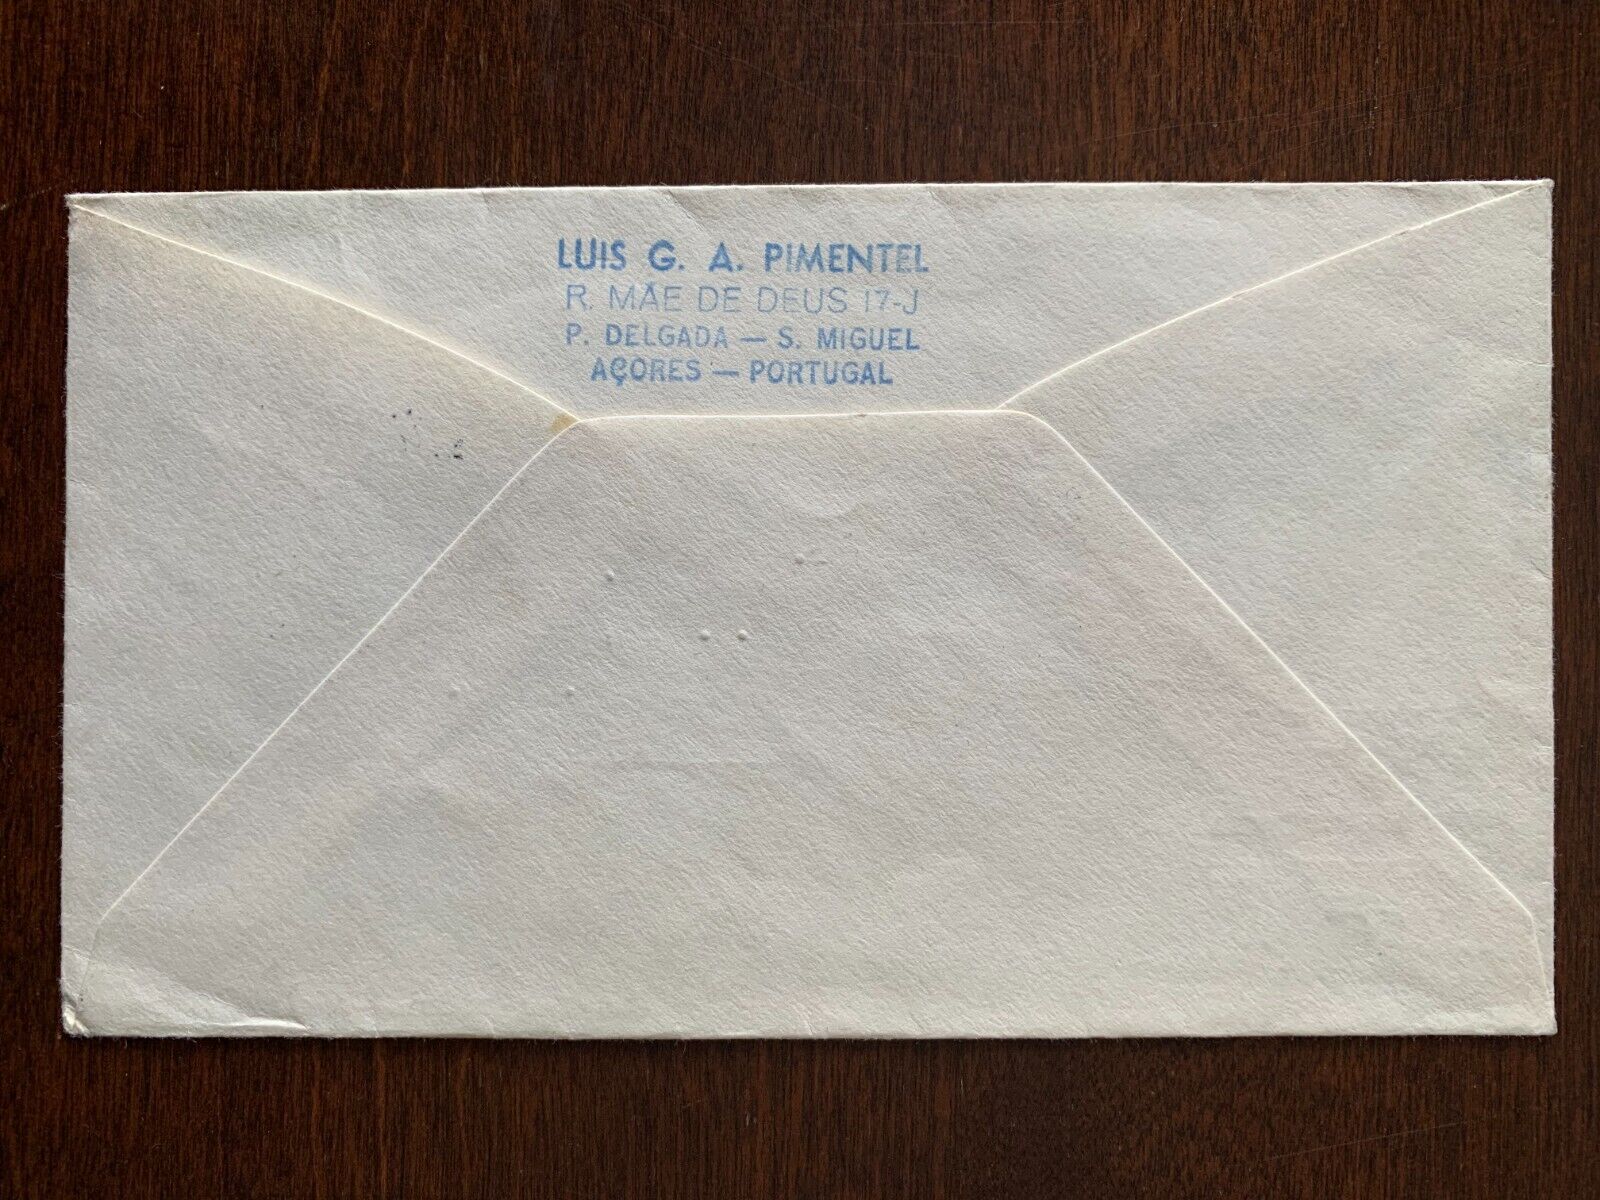 LUIS G. A. PIMENTEL
R. MÃE DE DEUS 17-J
P. DELGADA — S. MIGUEL
AÇORES — PORTUGAL